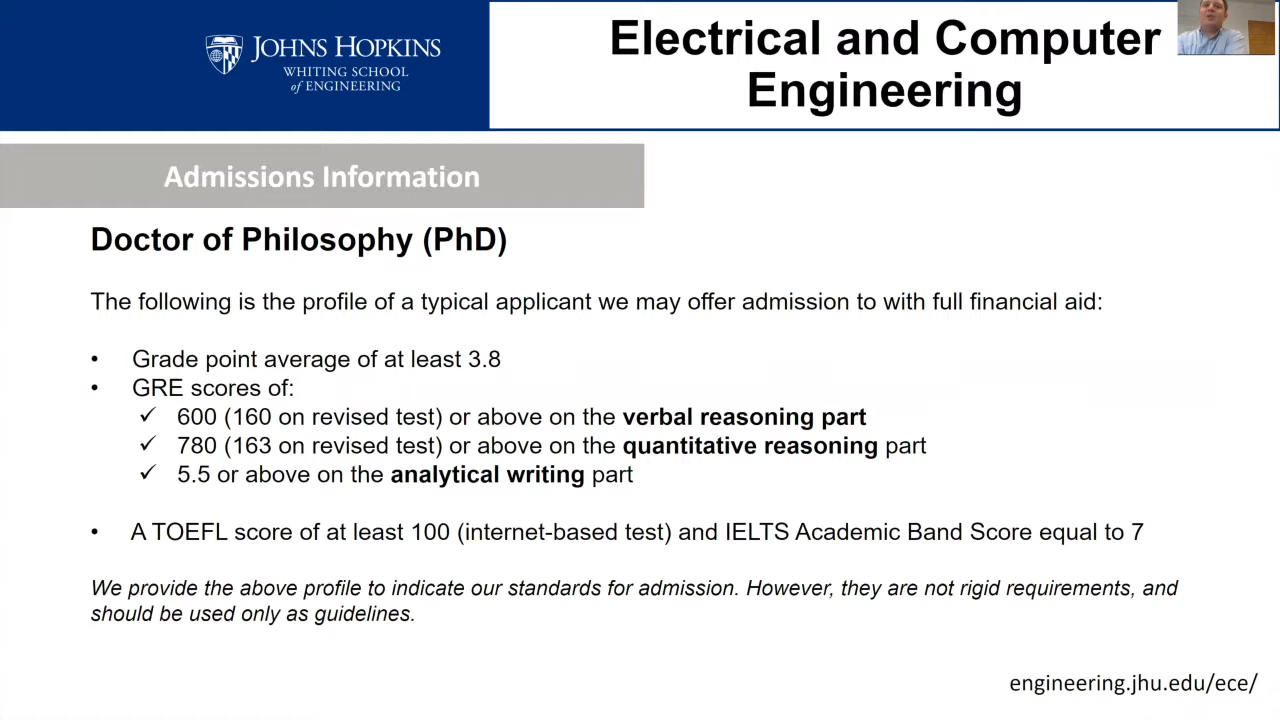 JOHNS HOPKINS
WHITING SCHOOL
of ENGINEERING
Electrical and Computer
Engineering
Admissions Information
Doctor of Philosophy (PhD)
The following is the profile of a typical applicant we may offer admission to with full financial aid:
• Grade point average of at least 3.8
• GRE scores of:
✓ 600 (160 on revised test) or above on the verbal reasoning part
✓ 780 (163 on revised test) or above on the quantitative reasoning part
✓ 5.5 or above on the analytical writing part
• A TOEFL score of at least 100 (internet-based test) and IELTS Academic Band Score equal to 7
We provide the above profile to indicate our standards for admission. However, they are not rigid requirements, and
should be used only as guidelines.
engineering.jhu.edu/ece/